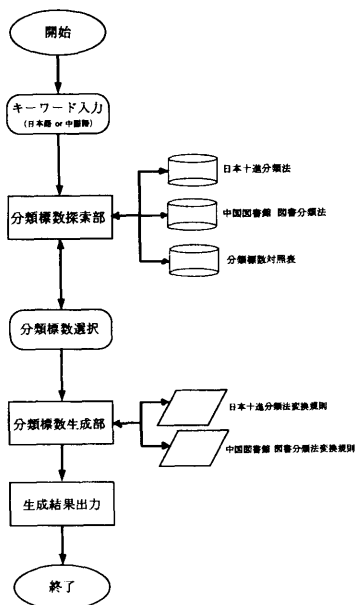 開始
キーワード入力
(日本語 or 中国語)
分類標数探索部
日本十進分類法
中国図書館 図書分類法
分類標数対照表
分類標数選択
分類標数生成部
日本十進分類法変換規則
中国図書館 図書分類法変換規則
生成結果出力
終了